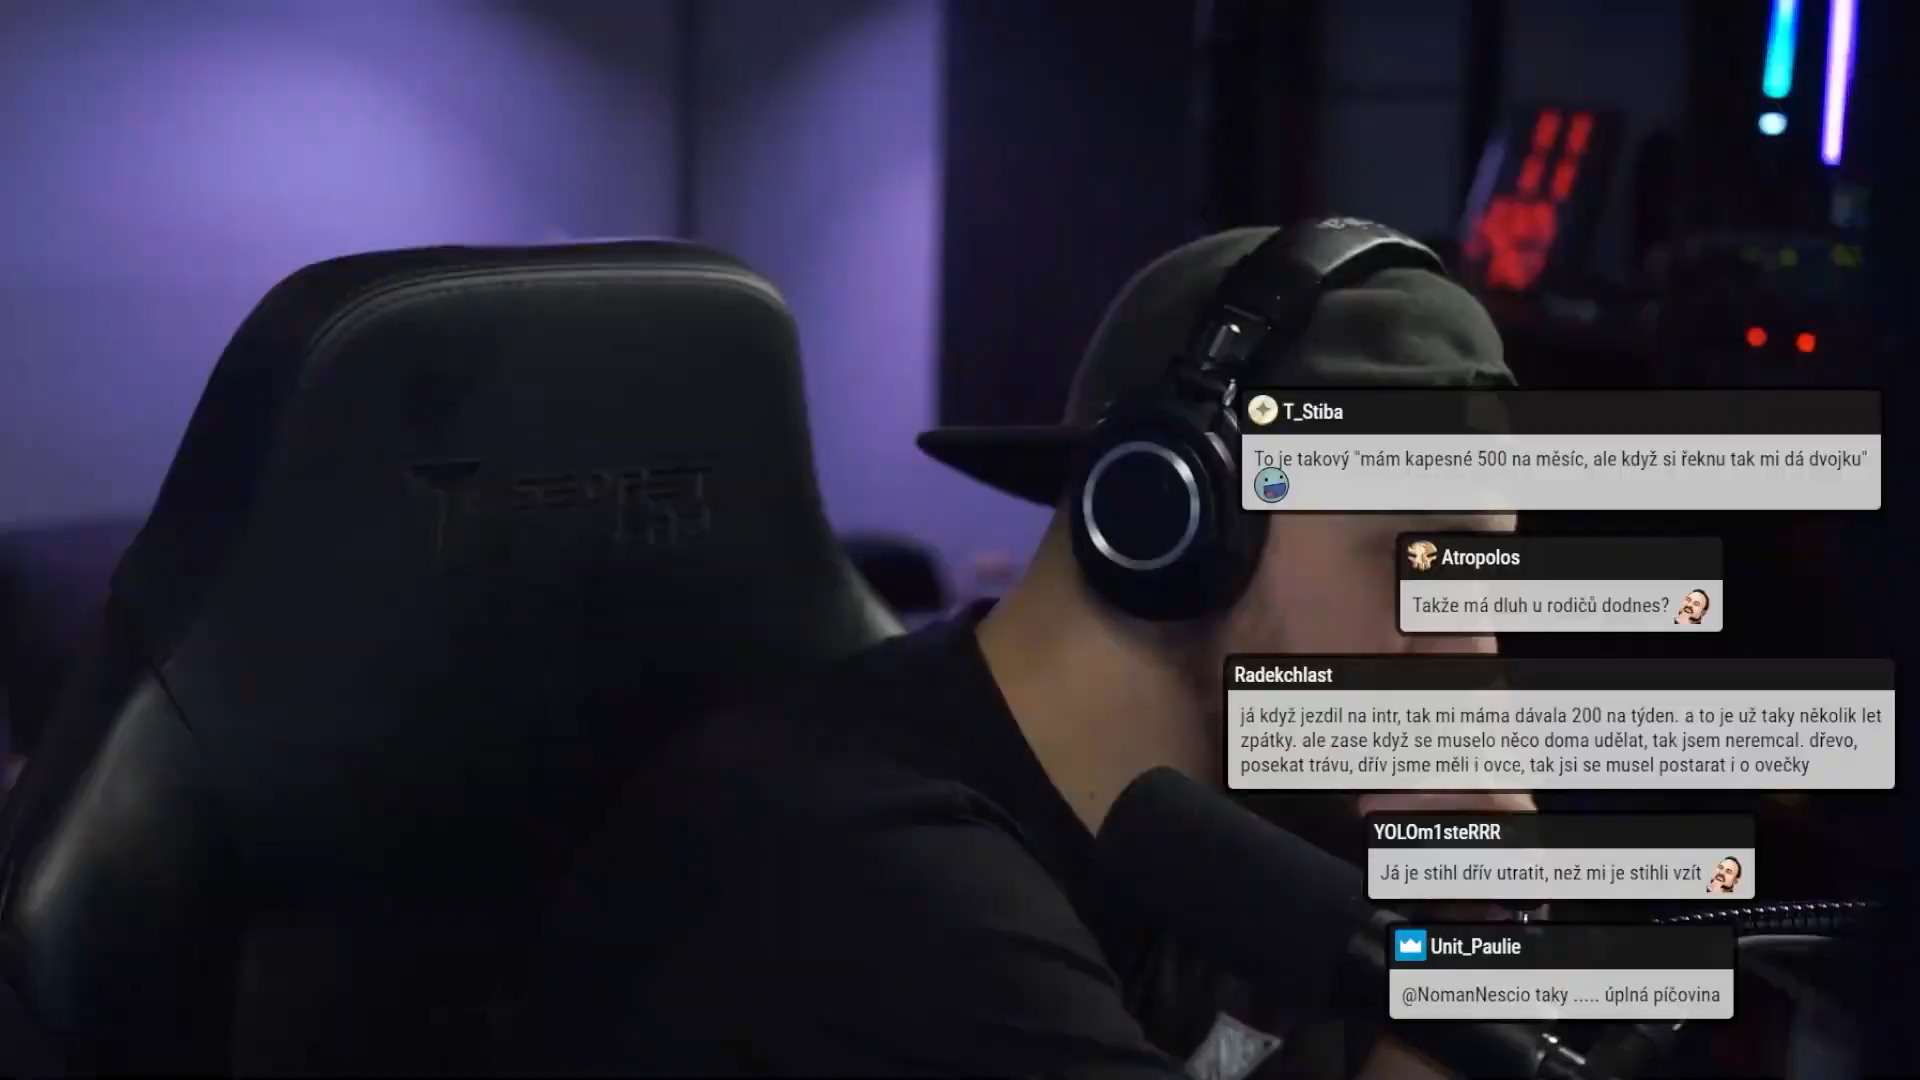 T_Stiba
To je takový "mám kapesné 500 na měsíc, ale když si řeknu tak mi dá dvojku"
Atropolos
Takže má dluh u rodičů dodnes?
Radekchlast
já když jezdil na intr, tak mi máma dávala 200 na týden. a to je už taky několik let
zpátky. ale zase když se muselo něco doma udělat, tak jsem neremcal. dřevo,
posekat trávu, dřív jsme měli i ovce, tak jsi se musel postarat i o ovečky
YOLOm1steRRR
Já je stihl dřív utratit, než mi je stihli vzít
Unit_Paulie
@NomanNescio taky ..... úplná píčovina